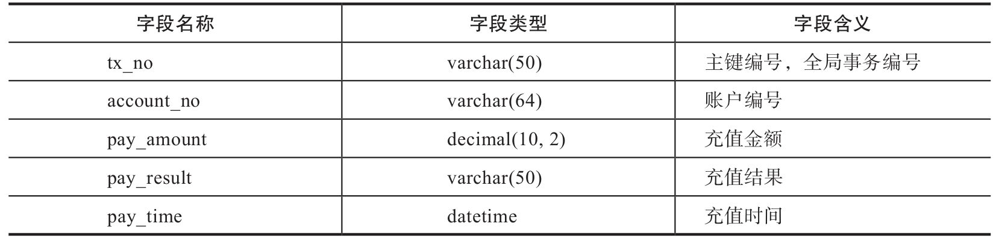 字段名称 字段类型 字段含义
tx_no varchar(50) 主键编号，全局事务编号
account_no varchar(64) 账户编号
pay_amount decimal(10, 2) 充值金额
pay_result varchar(50) 充值结果
pay_time datetime 充值时间